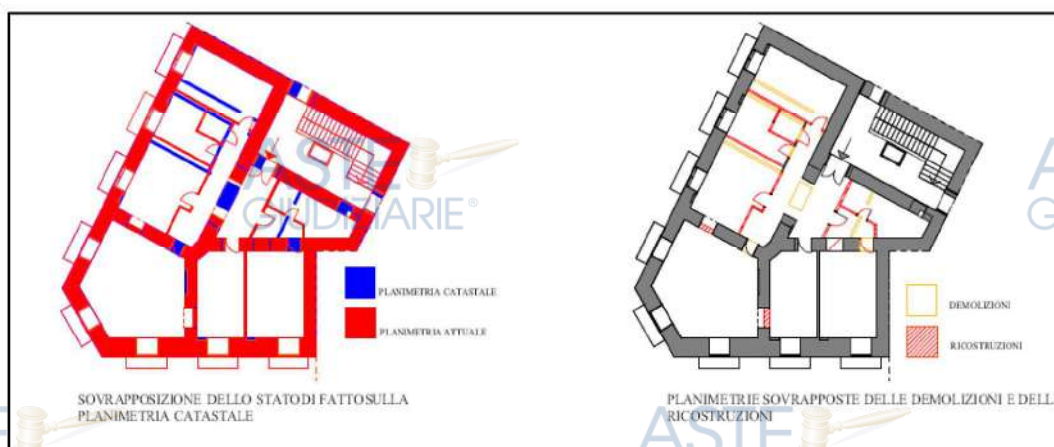 ASTE
GIUDIZIARIE®
PLANIMETRIA CATASTALE
PLANIMETRIA ATTUALE
SOVRAPPOSIZIONE DELLO STATO DI FATTO SULLA
PLANIMETRIA CATASTALE
DEMOLIZIONI
RICOSTRUZIONI
PLANIMETRIE SOVRAPPOSTE DELLE DEMOLIZIONI E DELL
RICOSTRUZIONI
A
G
E
ASTE